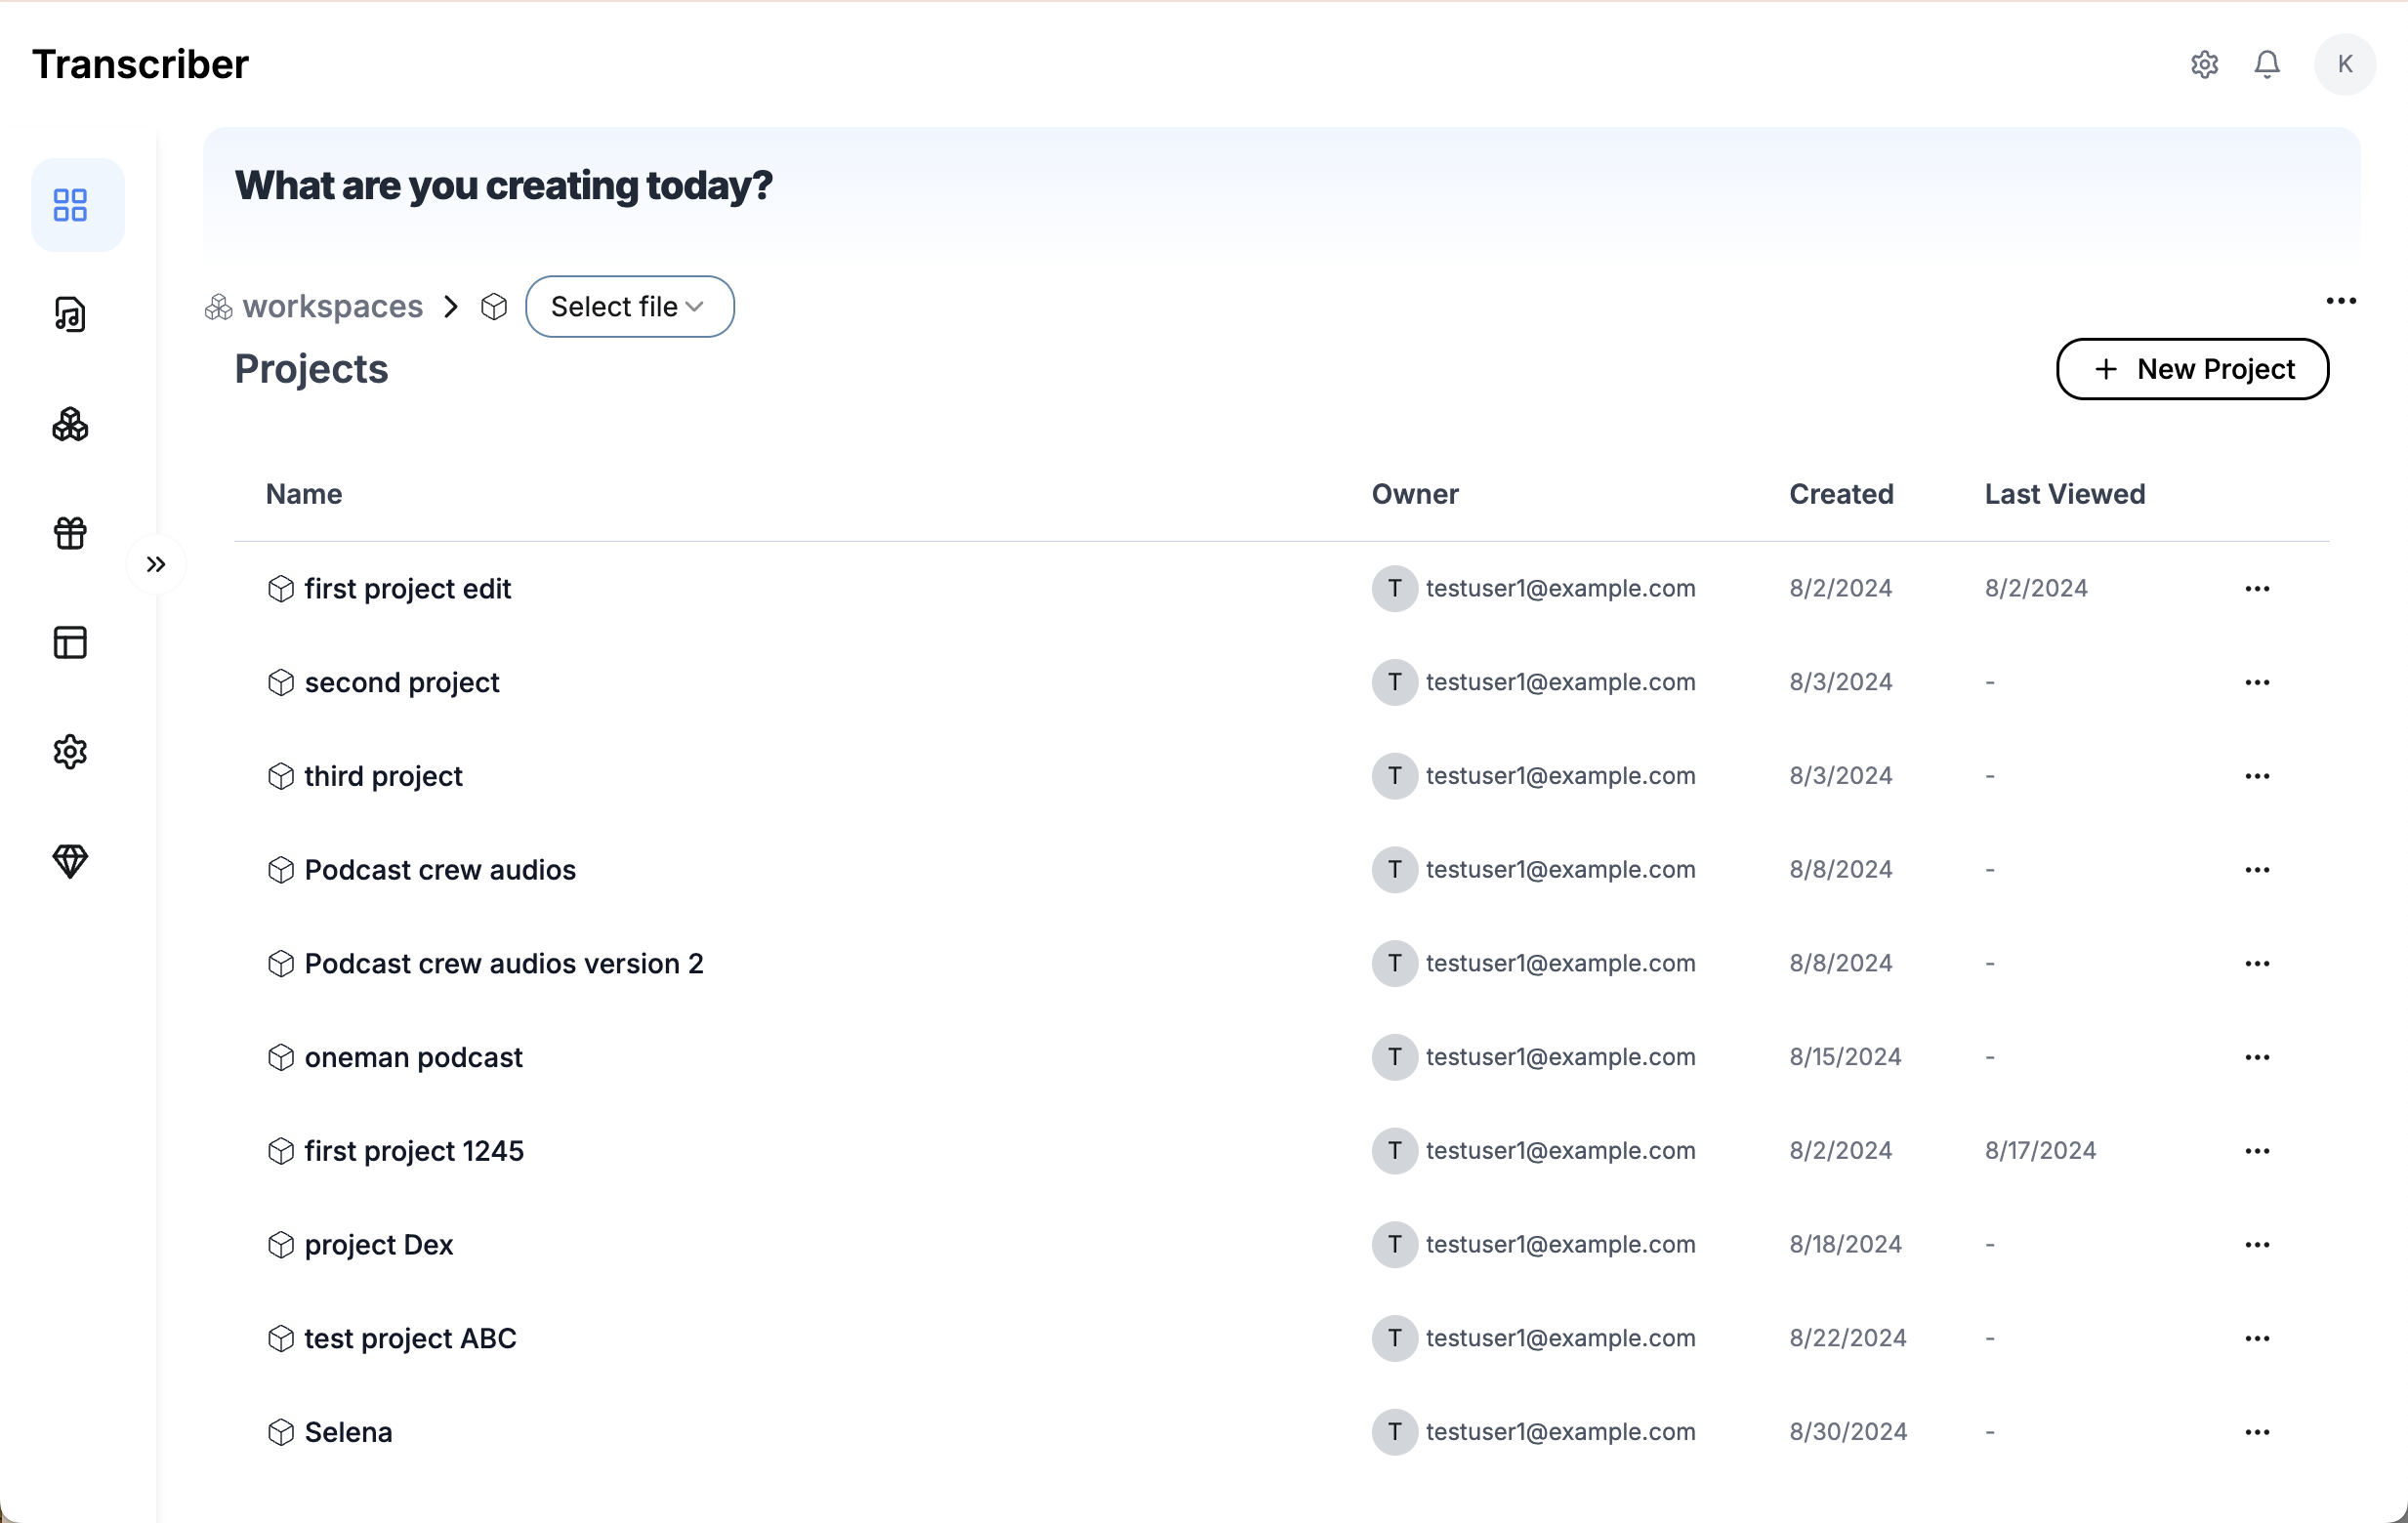 Transcriber
K
What are you creating today?
workspaces Select file
Projects
New Project
Name Owner Created Last Viewed
first project edit T testuser1@example.com 8/2/2024 8/2/2024
second project T testuser1@example.com 8/3/2024 -
third project T testuser1@example.com 8/3/2024 -
Podcast crew audios T testuser1@example.com 8/8/2024 -
Podcast crew audios version 2 T testuser1@example.com 8/8/2024 -
oneman podcast T testuser1@example.com 8/15/2024 -
first project 1245 T testuser1@example.com 8/2/2024 8/17/2024
project Dex T testuser1@example.com 8/18/2024 -
test project ABC T testuser1@example.com 8/22/2024 -
Selena T testuser1@example.com 8/30/2024 -